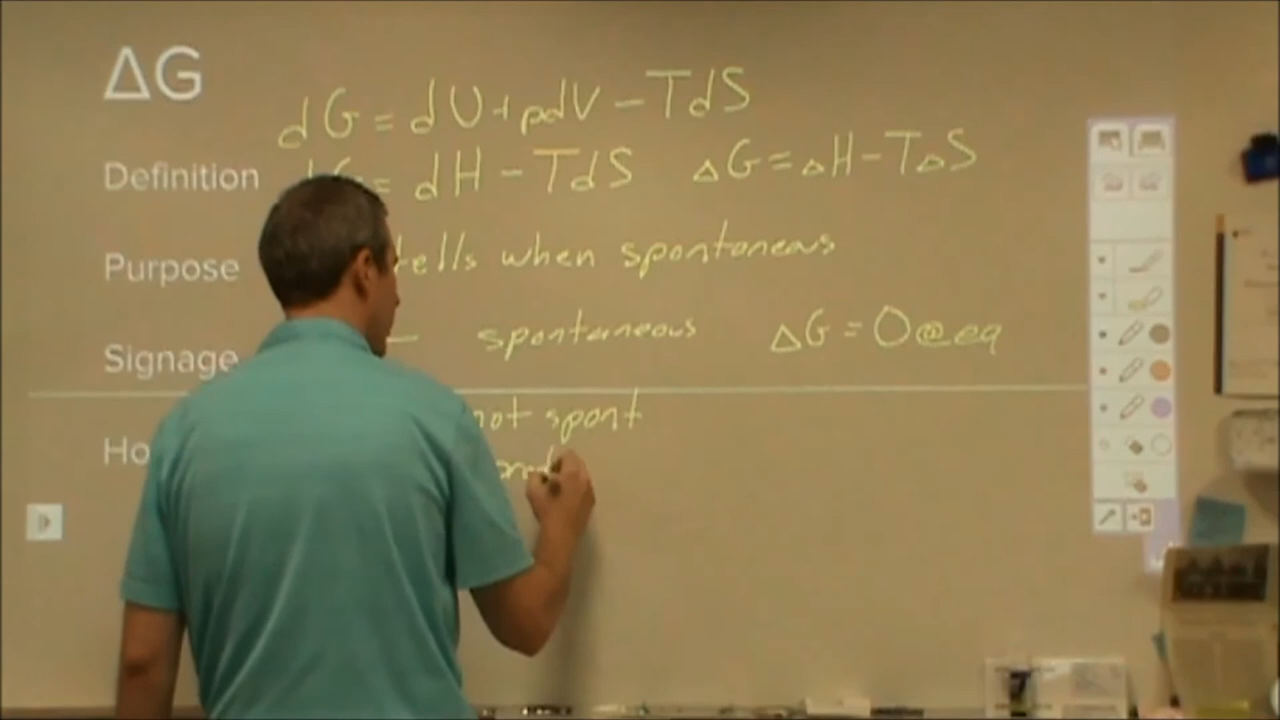 ΔG
dG = dU + pdV - TdS
Definition = dH - TdS ΔG = ΔH - TΔS
Purpose tells when spontaneous
Signage - spontaneous ΔG = 0 @ eq
not spont